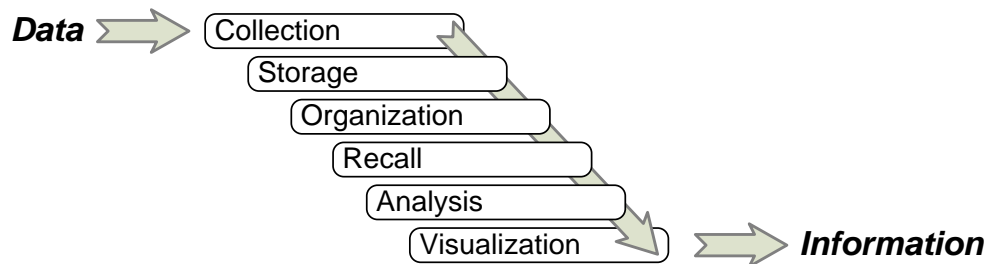 Data
Collection
Storage
Organization
Recall
Analysis
Visualization
Information